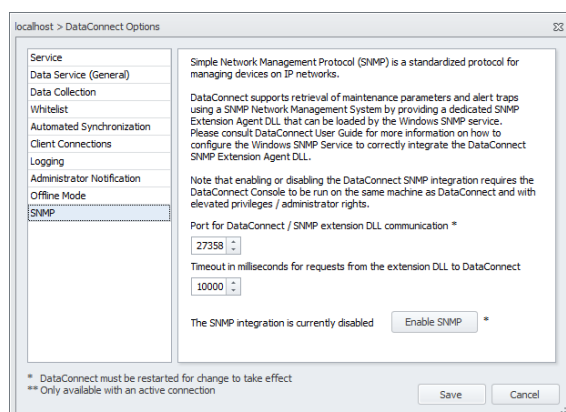 localhost > DataConnect Options
Service
Data Service (General)
Data Collection
Whitelist
Automated Synchronization
Client Connections
Logging
Administrator Notification
Offline Mode
SNMP
Simple Network Management Protocol (SNMP) is a standardized protocol for
managing devices on IP networks.
DataConnect supports retrieval of maintenance parameters and alert traps
using a SNMP Network Management System by providing a dedicated SNMP
Extension Agent DLL that can be loaded by the Windows SNMP service.
Please consult DataConnect User Guide for more information on how to
configure the Windows SNMP Service to correctly integrate the DataConnect
SNMP Extension Agent DLL.
Note that enabling or disabling the DataConnect SNMP integration requires the
DataConnect Console to be run on the same machine as DataConnect and with
elevated privileges / administrator rights.
Port for DataConnect / SNMP extension DLL communication *
27358
Timeout in milliseconds for requests from the extension DLL to DataConnect
10000
The SNMP integration is currently disabled Enable SNMP *
* DataConnect must be restarted for change to take effect
** Only available with an active connection
Save Cancel